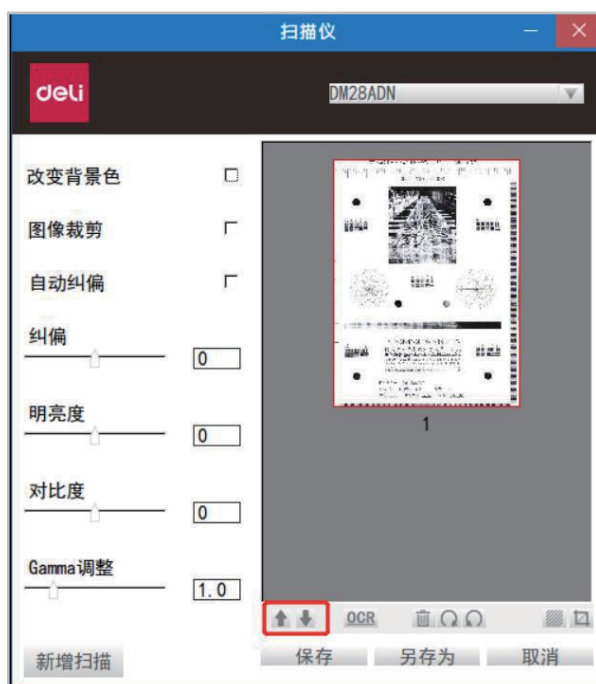 扫描仪
deli
DM28ADN
改变背景色
图像裁剪
自动纠偏
纠偏
0
明亮度
0
对比度
0
Gamma调整
1.0
1
OCR
新增扫描
保存
另存为
取消